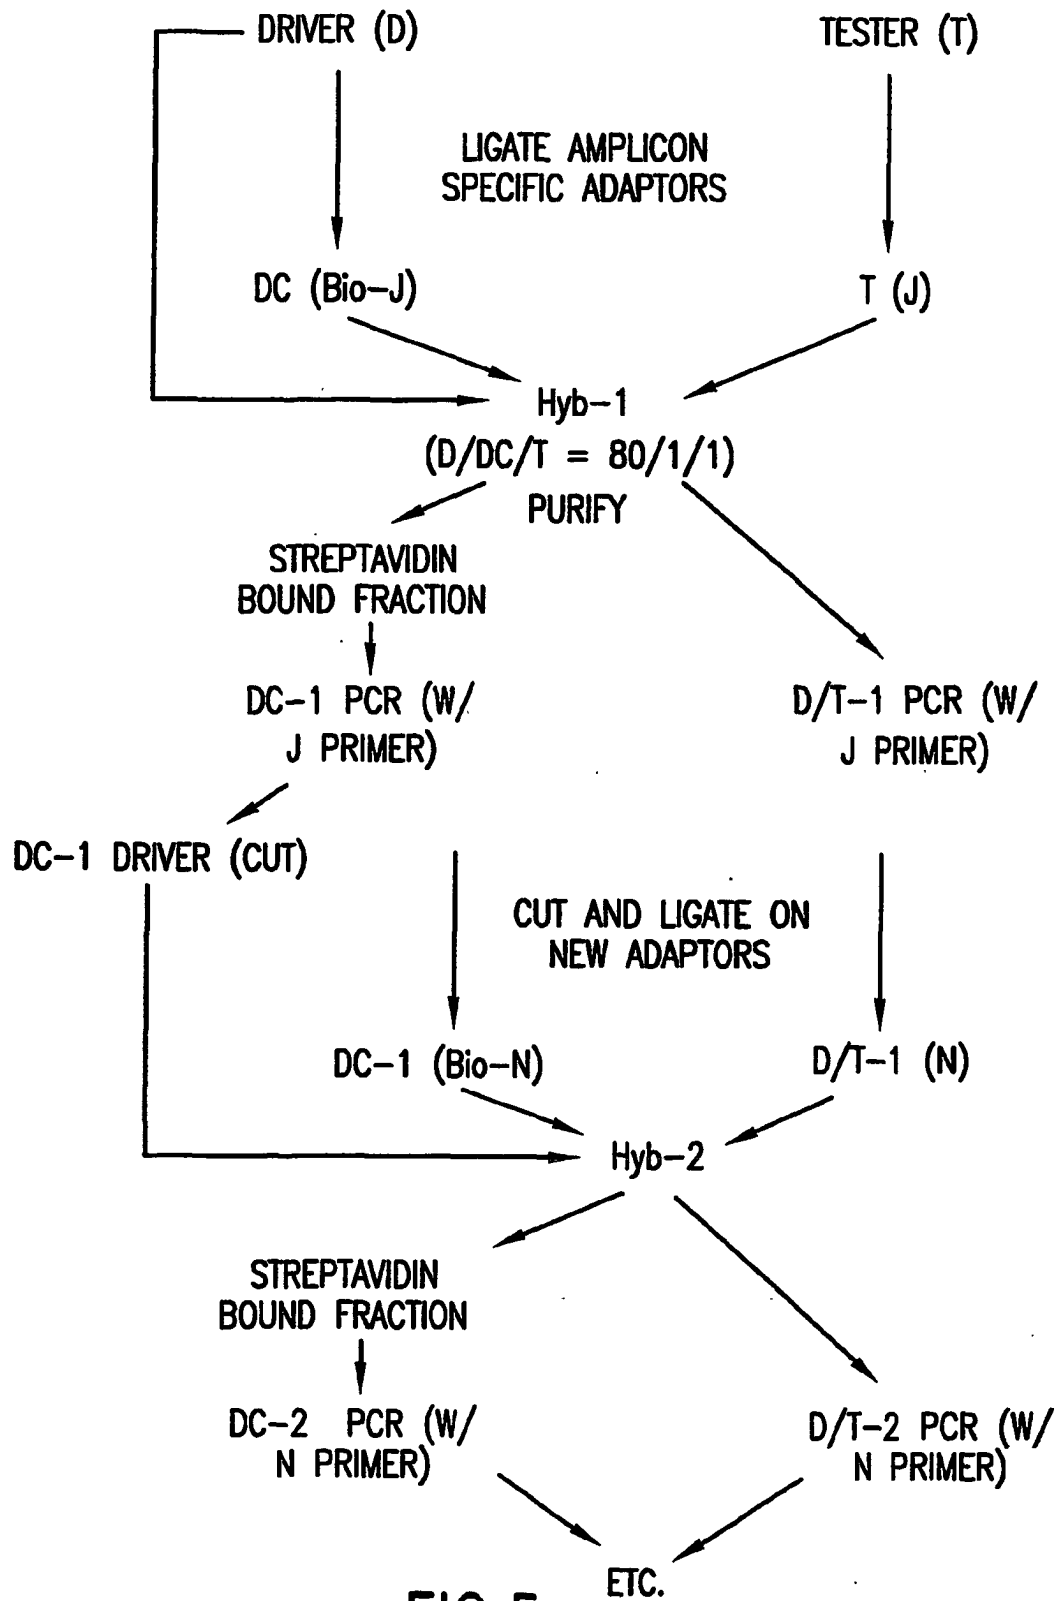 DRIVER (D)
TESTER (T)
LIGATE AMPLICON
SPECIFIC ADAPTORS
DC (Bio-J)
T (J)
Hyb-1
(D/DC/T = 80/1/1)
PURIFY
STREPTAVIDIN
BOUND FRACTION
DC-1 PCR (W/
J PRIMER)
D/T-1 PCR (W/
J PRIMER)
DC-1 DRIVER (CUT)
CUT AND LIGATE ON
NEW ADAPTORS
DC-1 (Bio-N)
D/T-1 (N)
Hyb-2
STREPTAVIDIN
BOUND FRACTION
DC-2 PCR (W/
N PRIMER)
D/T-2 PCR (W/
N PRIMER)
ETC.